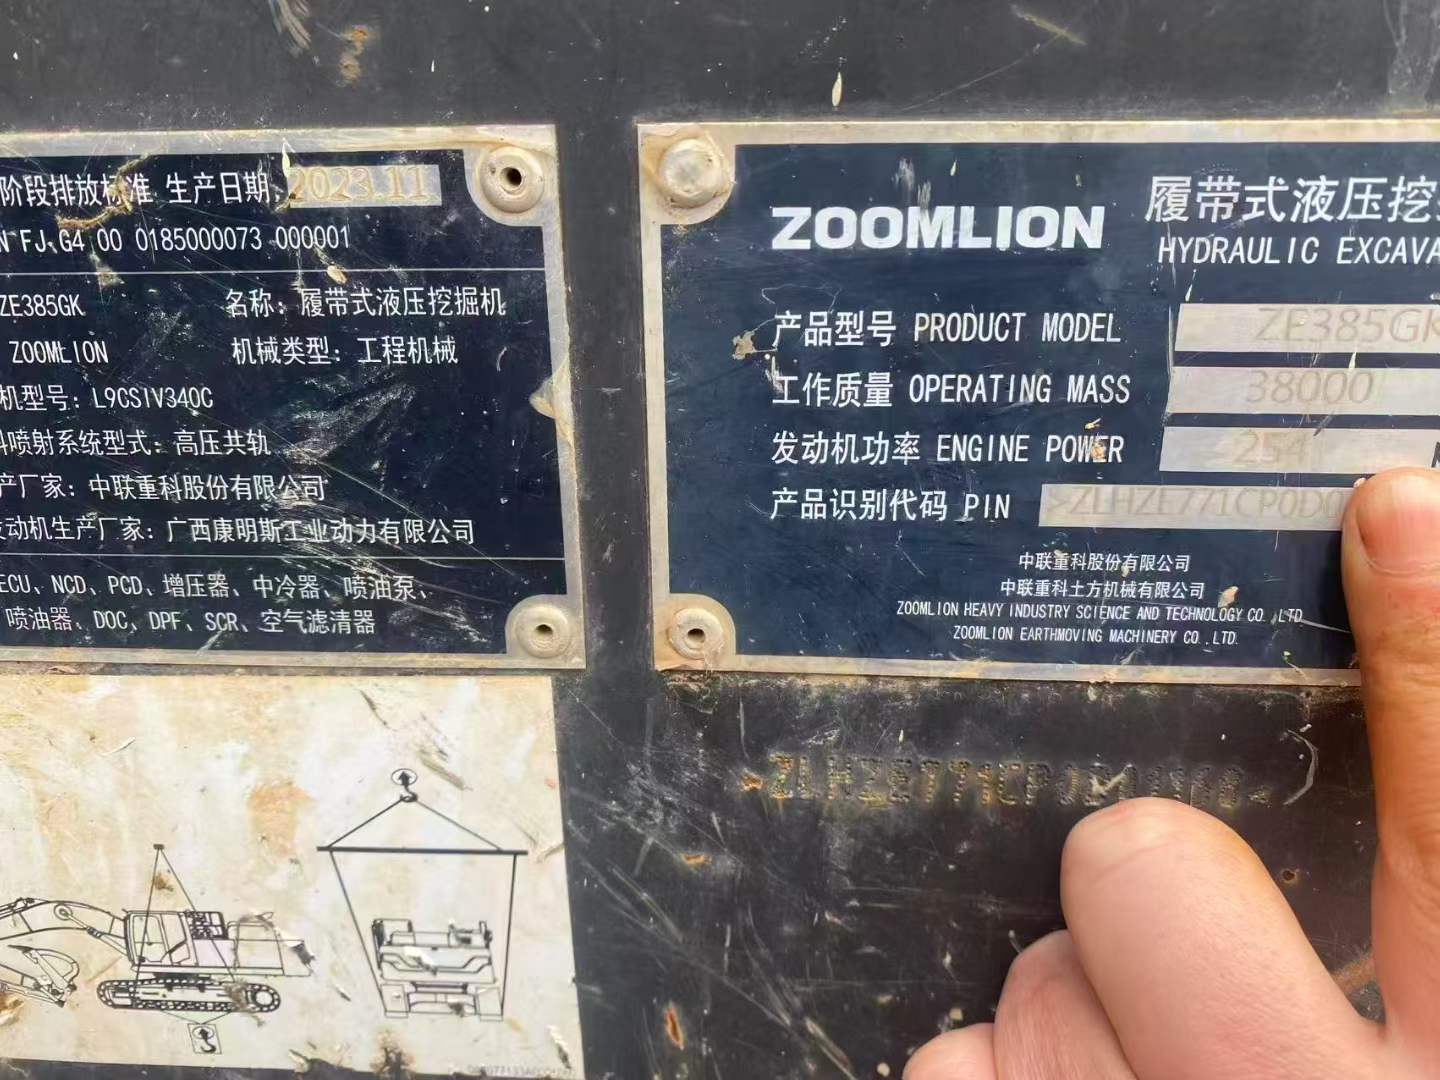 阶段排放标准 生产日期: 2023.11
FJ G4 00 0185000073 000001
ZE385GK 名称: 履带式液压挖掘机
ZOOMLION 机械类型: 工程机械
机型号: L9CSIV340C
喷射系统型式: 高压共轨
厂家: 中联重科股份有限公司
动机生产厂家: 广西康明斯工业动力有限公司
ECU、NCD、PCD、增压器、中冷器、喷油泵、
喷油器、DOC、DPF、SCR、空气滤清器
ZOOMLION 履带式液压挖
HYDRAULIC EXCAVA
产品型号 PRODUCT MODEL ZE385GK
工作质量 OPERATING MASS 38000
发动机功率 ENGINE POWER 254
产品识别代码 PIN ZLHZE771CP0D0
中联重科股份有限公司
中联重科土方机械有限公司
ZOOMLION HEAVY INDUSTRY SCIENCE AND TECHNOLOGY CO.,LTD
ZOOMLION EARTHMOVING MACHINERY CO.,LTD.